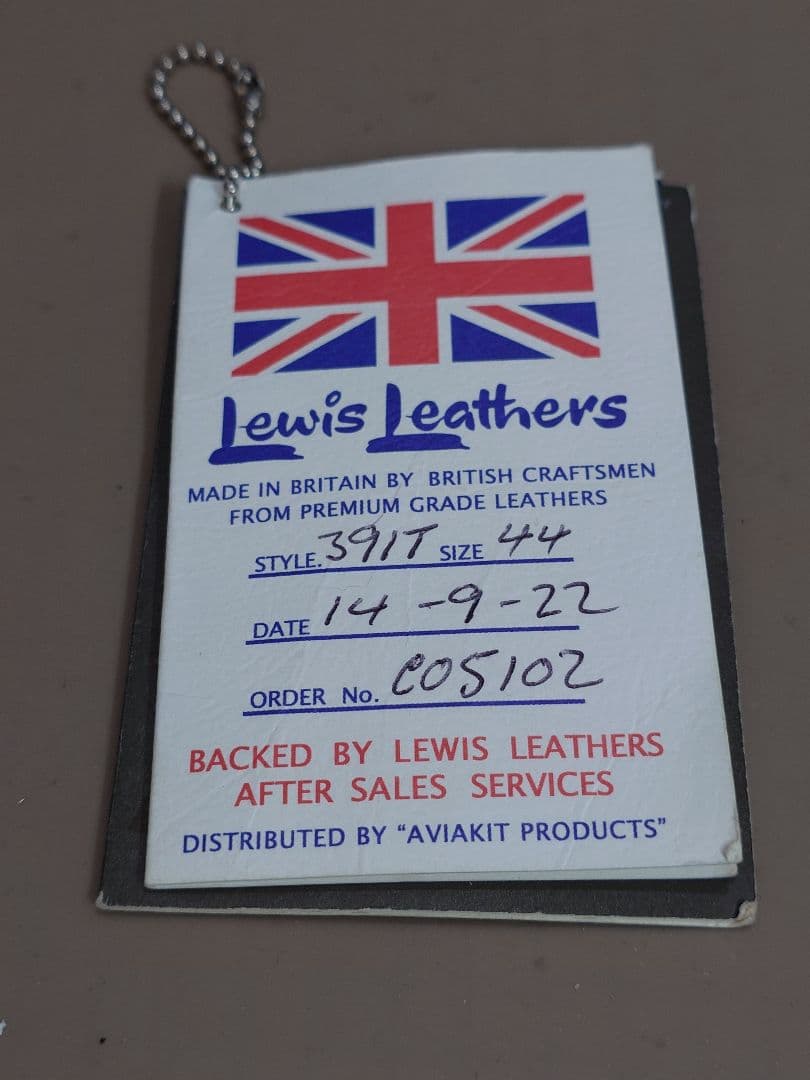 Lewis Leathers
MADE IN BRITAIN BY BRITISH CRAFTSMEN
FROM PREMIUM GRADE LEATHERS
STYLE. 391T SIZE 44
DATE 14-9-22
ORDER No. CO5102
BACKED BY LEWIS LEATHERS
AFTER SALES SERVICES
DISTRIBUTED BY “AVIAKIT PRODUCTS”